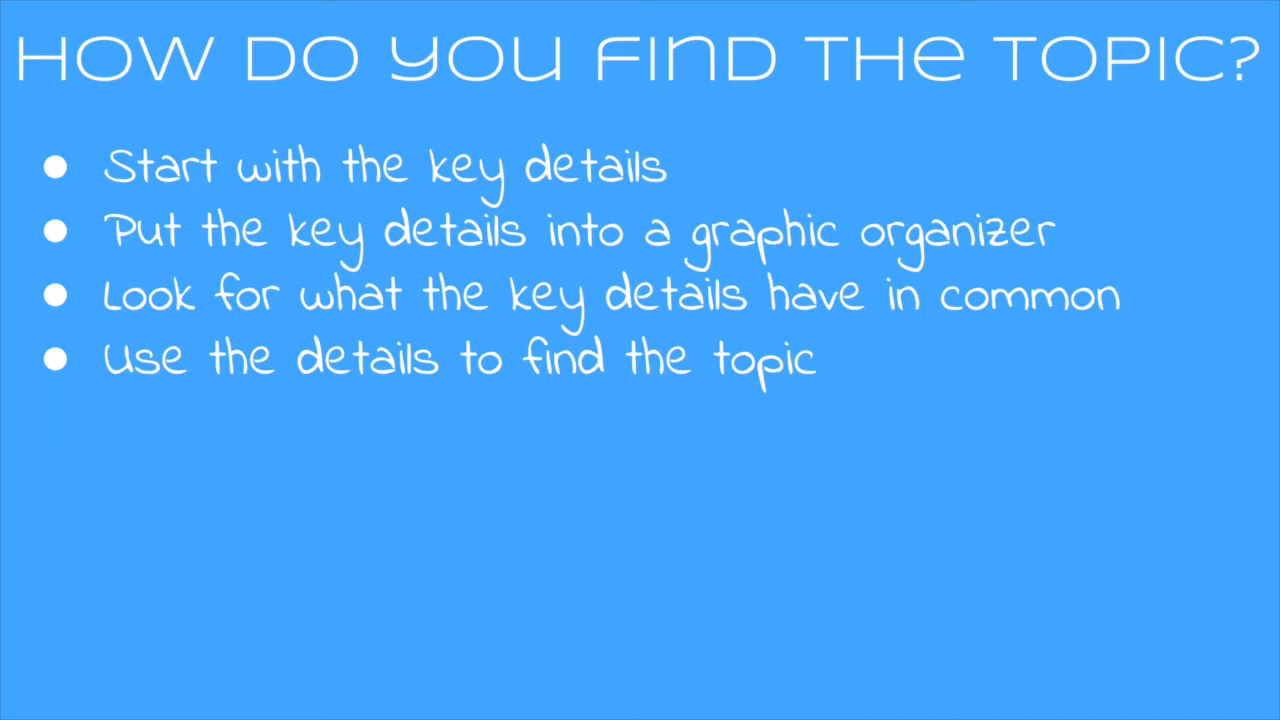 HOW DO YOU FIND THE TOPIC?
● Start with the key details
● Put the key details into a graphic organizer
● Look for what the key details have in common
● Use the details to find the topic